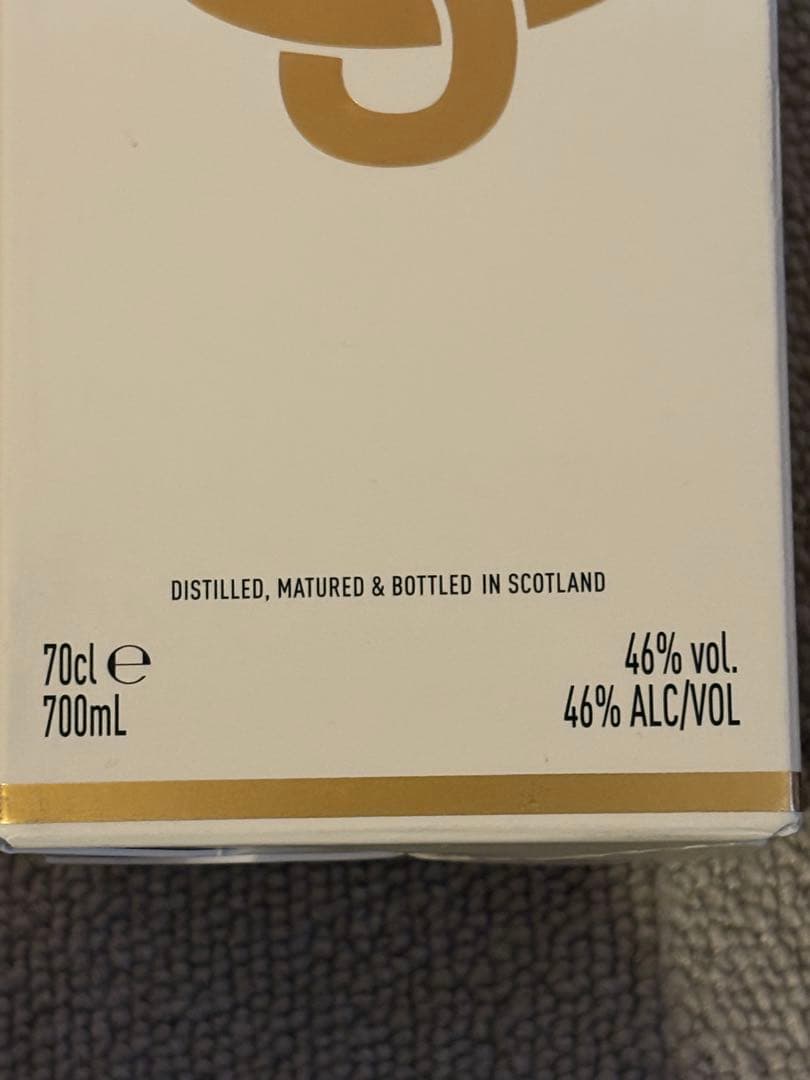 DISTILLED, MATURED & BOTTLED IN SCOTLAND
70cl ℮
700mL
46% vol.
46% ALC/VOL